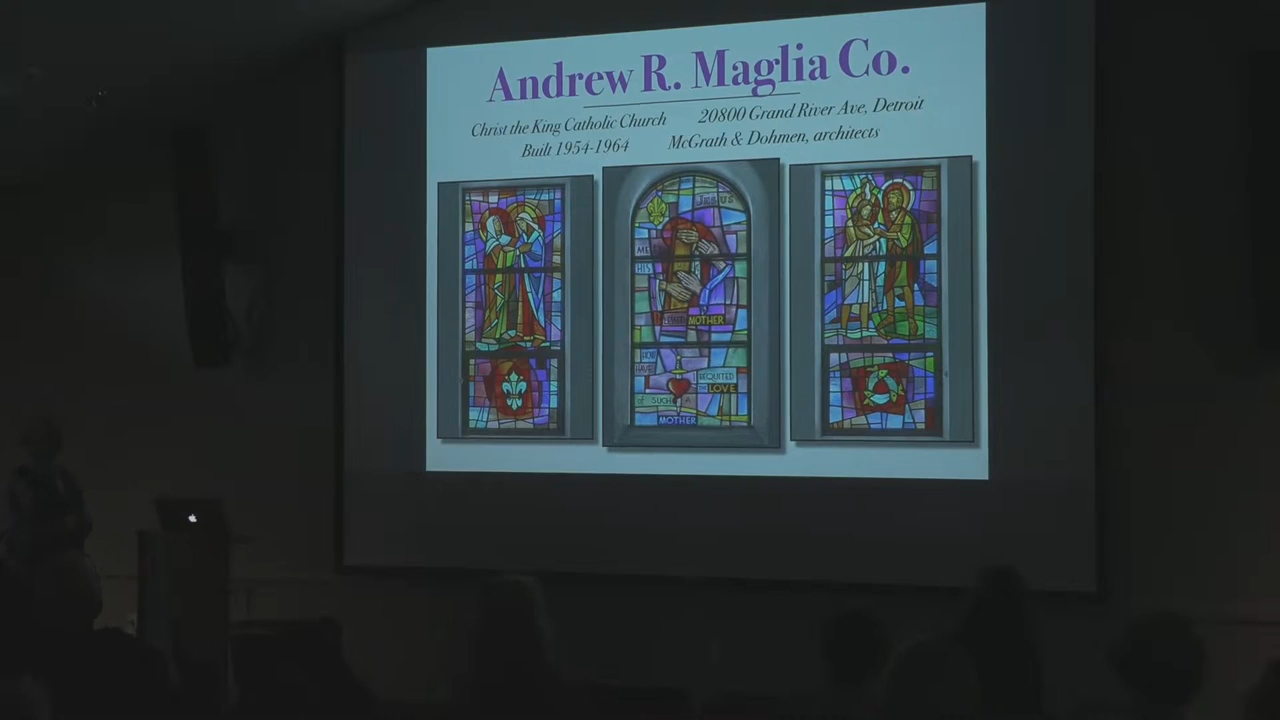 Andrew R. Maglia Co.
Christ the King Catholic Church 20800 Grand River Ave, Detroit
Built 1954-1964 McGrath & Dohmen, architects
JESUS
ME
HIS
MOTHER
HOW
HAVE I REQUITED
THE LOVE
of SUCH A
MOTHER